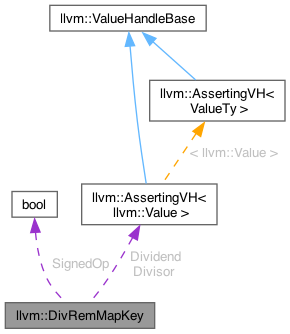 llvm::ValueHandleBase
llvm::AssertingVH<
ValueTy >
< llvm::Value >
llvm::AssertingVH<
llvm::Value >
bool
SignedOp
Dividend
Divisor
llvm::DivRemMapKey